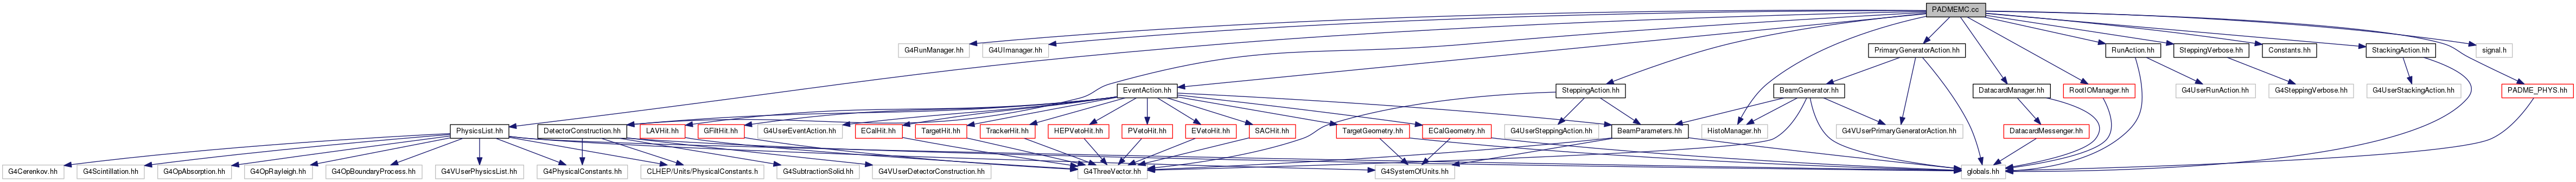 PADMEMC.cc
G4RunManager.hh
G4UImanager.hh
PrimaryGeneratorAction.hh
RunAction.hh
SteppingVerbose.hh
Constants.hh
StackingAction.hh
signal.h
EventAction.hh
SteppingAction.hh
BeamGenerator.hh
DatacardManager.hh
RootIOManager.hh
G4UserRunAction.hh
G4SteppingVerbose.hh
G4UserStackingAction.hh
PADME_PHYS.hh
PhysicsList.hh
DetectorConstruction.hh
LAVHit.hh
GFitHit.hh
G4UserEventAction.hh
ECalHit.hh
TargetHit.hh
TrackerHit.hh
HEPVetoHit.hh
PVetoHit.hh
EVetoHit.hh
SACHit.hh
TargetGeometry.hh
ECalGeometry.hh
G4UserSteppingAction.hh
BeamParameters.hh
HistoManager.hh
G4VUserPrimaryGeneratorAction.hh
DatacardMessenger.hh
G4Cerenkov.hh
G4Scintillation.hh
G4OpAbsorption.hh
G4OpRayleigh.hh
G4OpBoundaryProcess.hh
G4VUserPhysicsList.hh
G4PhysicalConstants.hh
CLHEP/Units/PhysicalConstants.h
G4SubtractionSolid.hh
G4VUserDetectorConstruction.hh
G4ThreeVector.hh
G4SystemOfUnits.hh
globals.hh